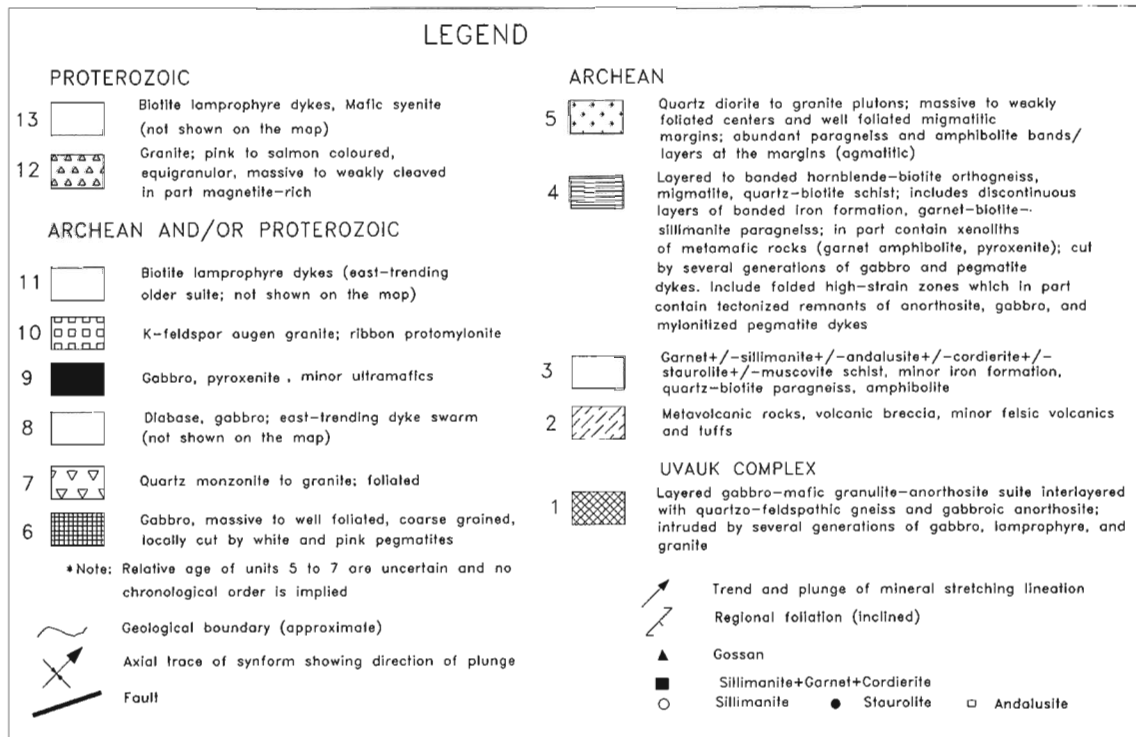 LEGEND
PROTEROZOIC
13
Biotite lamprophyre dykes, Mafic syenite
(not shown on the map)
12
Granite; pink to salmon coloured,
equigranular, massive to weakly cleaved
in part magnetite-rich
ARCHEAN AND/OR PROTEROZOIC
11
Biotite lamprophyre dykes (east-trending
older suite; not shown on the map)
10
K-feldspar augen granite; ribbon protomylonite
9
Gabbro, pyroxenite , minor ultramafics
8
Diabase, gabbro; east-trending dyke swarm
(not shown on the map)
7
Quartz monzonite to granite; foliated
6
Gabbro, massive to well foliated, coarse grained,
locally cut by white and pink pegmatites
*Note: Relative age of units 5 to 7 are uncertain and no
chronological order is implied
Geological boundary (approximate)
Axial trace of synform showing direction of plunge
Fault
ARCHEAN
5
Quartz diorite to granite plutons; massive to weakly
foliated centers and well foliated migmatitic
margins; abundant paragneiss and amphibolite bands/
layers at the margins (agmatitic)
4
Layered to banded hornblende-biotite orthogneiss,
migmatite, quartz-biotite schist; includes discontinuous
layers of banded iron formation, garnet-biotite-
sillimanite paragneiss; in part contain xenoliths
of metamafic rocks (garnet amphibolite, pyroxenite); cut
by several generations of gabbro and pegmatite
dykes. Include folded high-strain zones which in part
contain tectonized remnants of anorthosite, gabbro, and
mylonitized pegmatite dykes
3
Garnet+/-sillimanite+/-andalusite+/-cordierite+/-
staurolite+/-muscovite schist, minor iron formation,
quartz-biotite paragneiss, amphibolite
2
Metavolcanic rocks, volcanic breccia, minor felsic volcanics
and tuffs
UVAUK COMPLEX
1
Layered gabbro-mafic granulite-anorthosite suite interlayered
with quartzo-feldspathic gneiss and gabbroic anorthosite;
intruded by several generations of gabbro, lamprophyre, and
granite
Trend and plunge of mineral stretching lineation
Regional foliation (inclined)
Gossan
Sillimanite+Garnet+Cordierite
Sillimanite Staurolite Andalusite